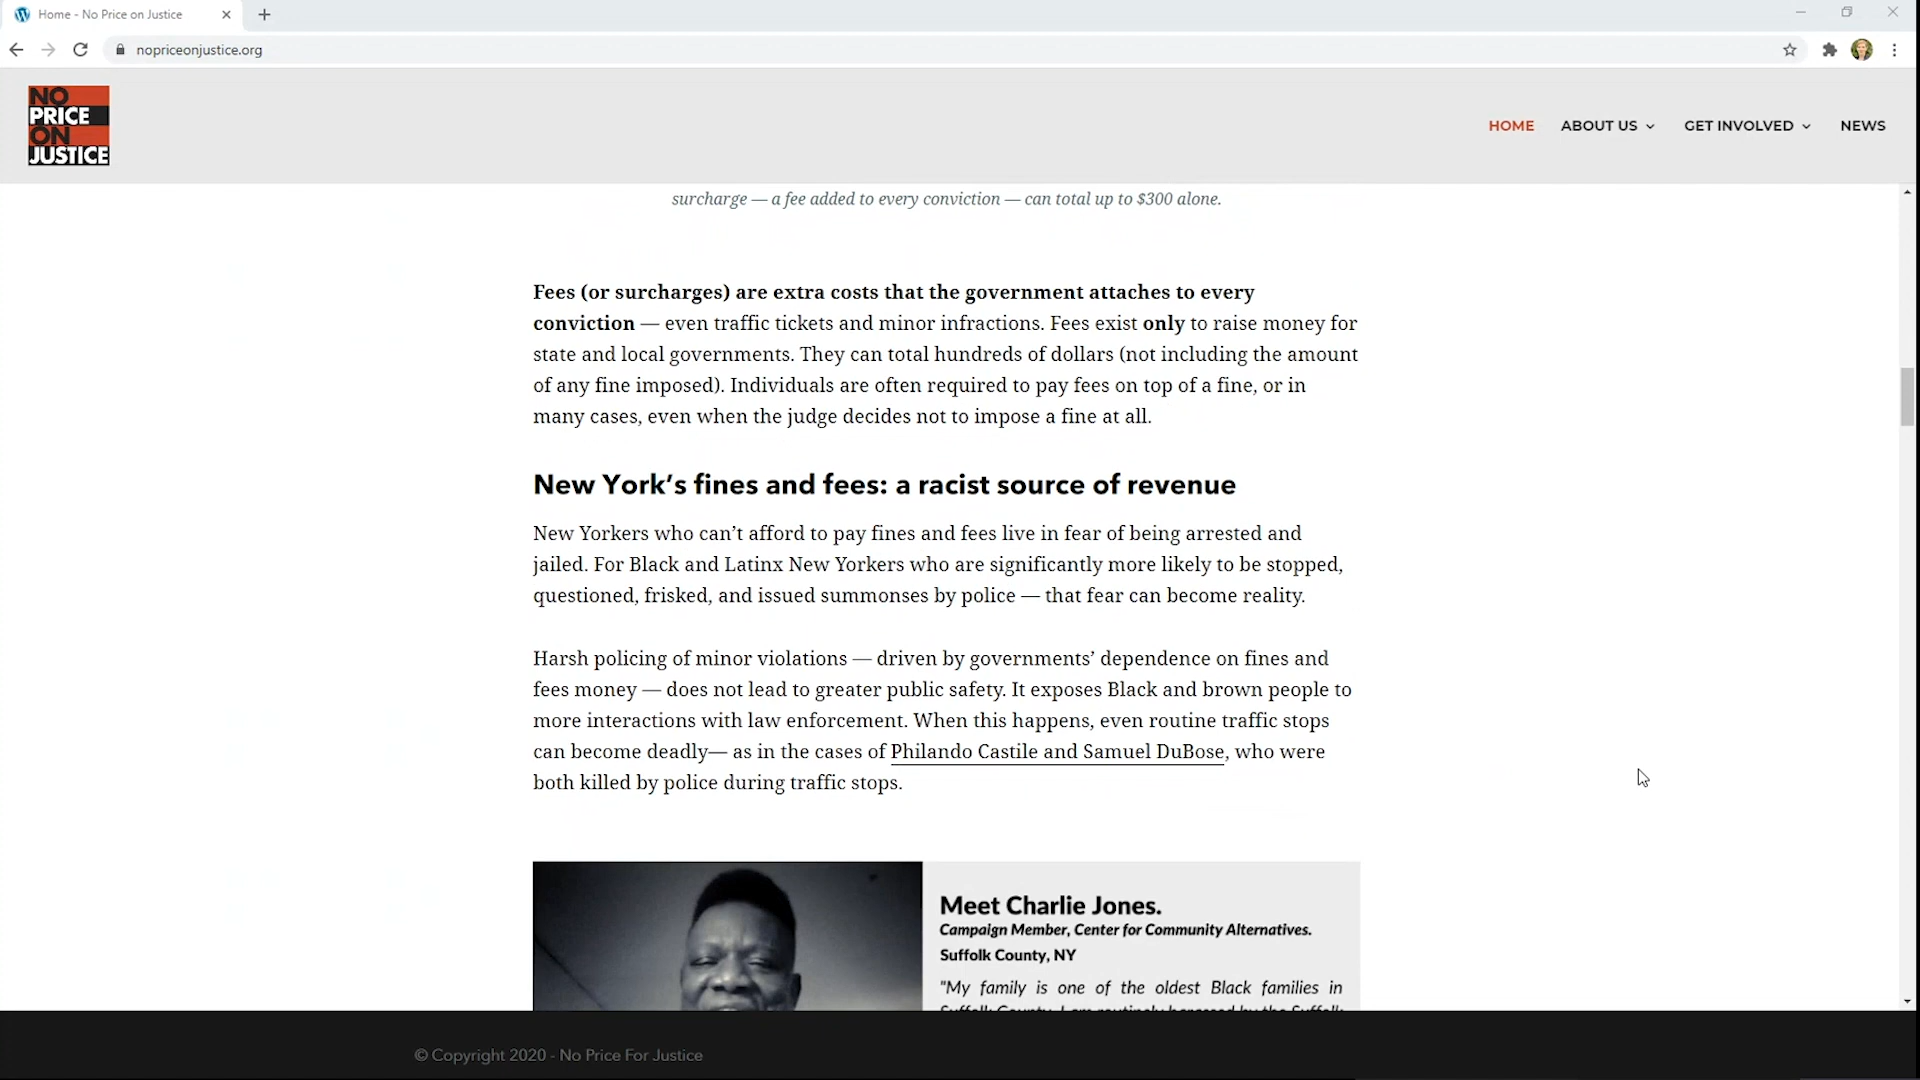 Home - No Price on Justice
nopriceonjustice.org
NO
PRICE
ON
JUSTICE
HOME
ABOUT US
GET INVOLVED
NEWS
surcharge — a fee added to every conviction — can total up to $300 alone.
Fees (or surcharges) are extra costs that the government attaches to every
conviction — even traffic tickets and minor infractions. Fees exist only to raise money for
state and local governments. They can total hundreds of dollars (not including the amount
of any fine imposed). Individuals are often required to pay fees on top of a fine, or in
many cases, even when the judge decides not to impose a fine at all.
New York’s fines and fees: a racist source of revenue
New Yorkers who can’t afford to pay fines and fees live in fear of being arrested and
jailed. For Black and Latinx New Yorkers who are significantly more likely to be stopped,
questioned, frisked, and issued summonses by police — that fear can become reality.
Harsh policing of minor violations — driven by governments’ dependence on fines and
fees money — does not lead to greater public safety. It exposes Black and brown people to
more interactions with law enforcement. When this happens, even routine traffic stops
can become deadly— as in the cases of Philando Castile and Samuel DuBose, who were
both killed by police during traffic stops.
Meet Charlie Jones.
Campaign Member, Center for Community Alternatives.
Suffolk County, NY
"My family is one of the oldest Black families in
Suffolk County. I am routinely harassed by the Suffolk
© Copyright 2020 - No Price For Justice